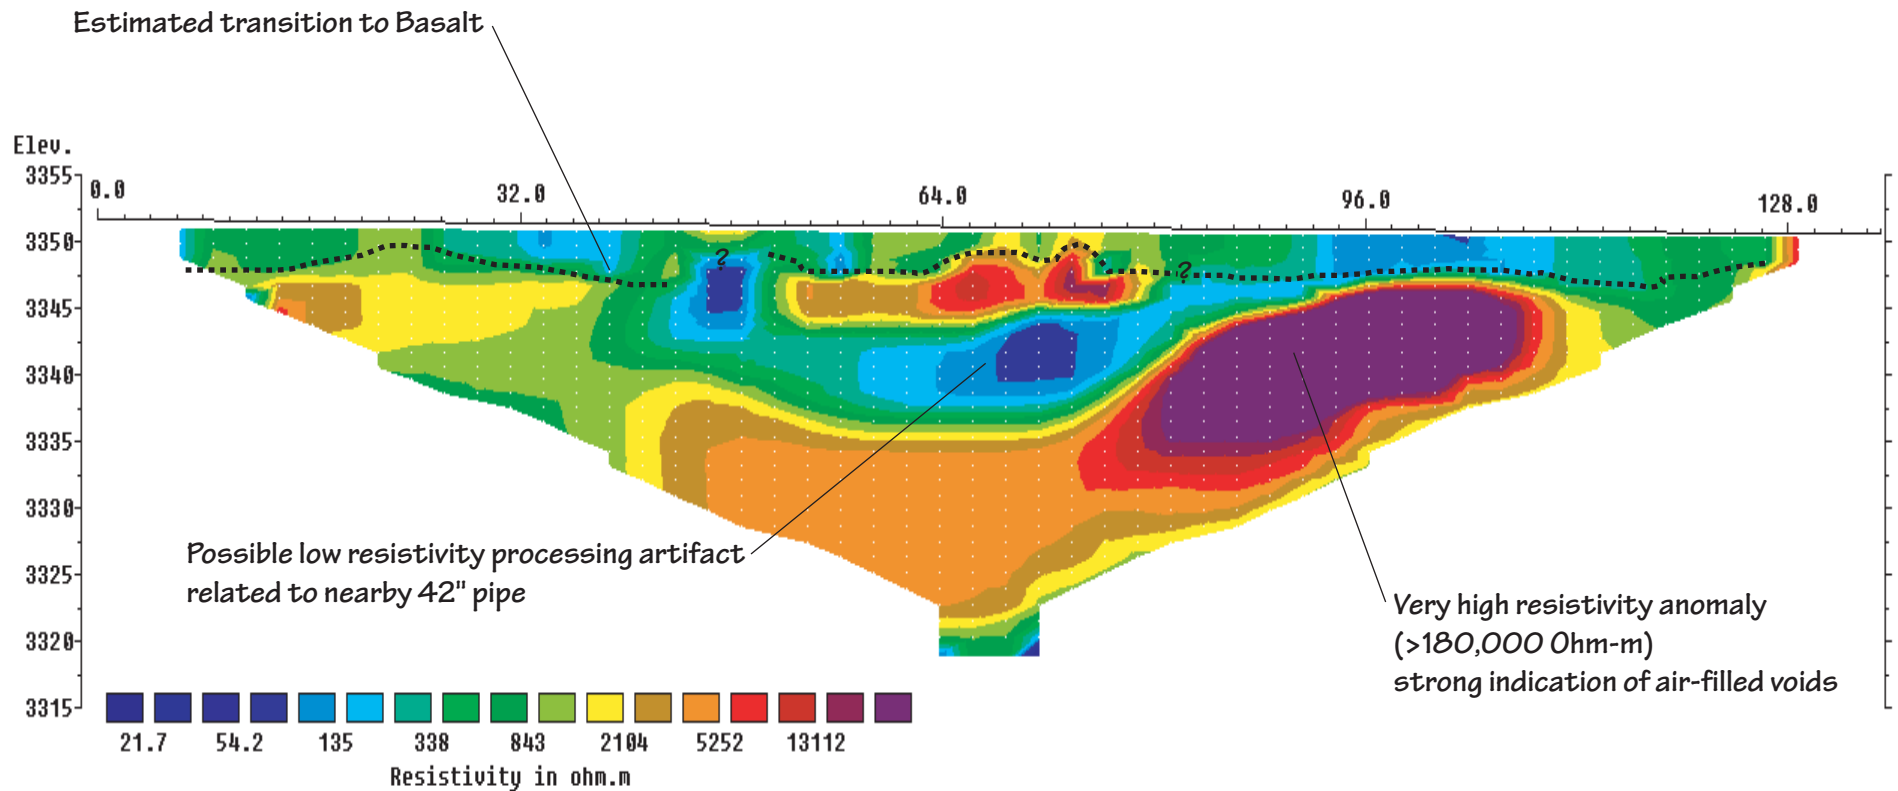 Estimated transition to Basalt
Elev.
3355
0.0
32.0
64.0
96.0
128.0
3350
?
?
3345
3340
3335
3330
Possible low resistivity processing artifact
related to nearby 42" pipe
3325
Very high resistivity anomaly
(>180,000 Ohm-m)
strong indication of air-filled voids
3320
3315
21.7 54.2 135 338 843 2104 5252 13112
Resistivity in ohm.m